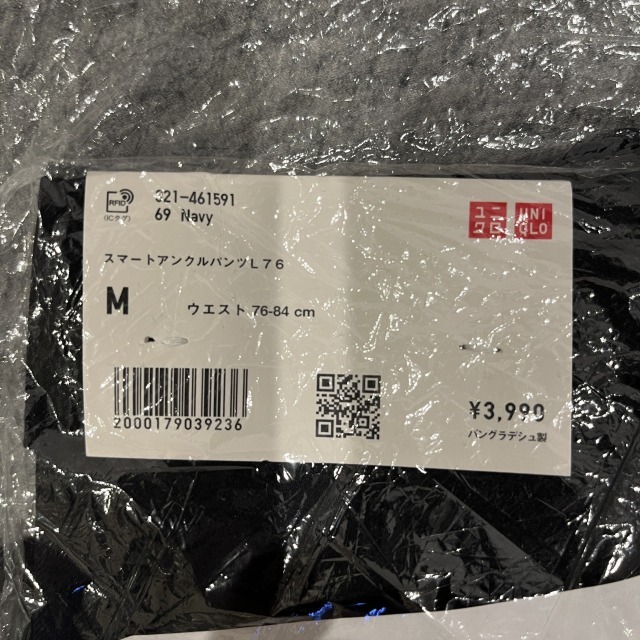 RFID
(ICタグ)
321-461591
69 Navy
ユニ
クロ
UNI
QLO
スマートアンクルパンツL76
M
ウエスト 76-84 cm
2000179039236
¥3,990
バングラデシュ製